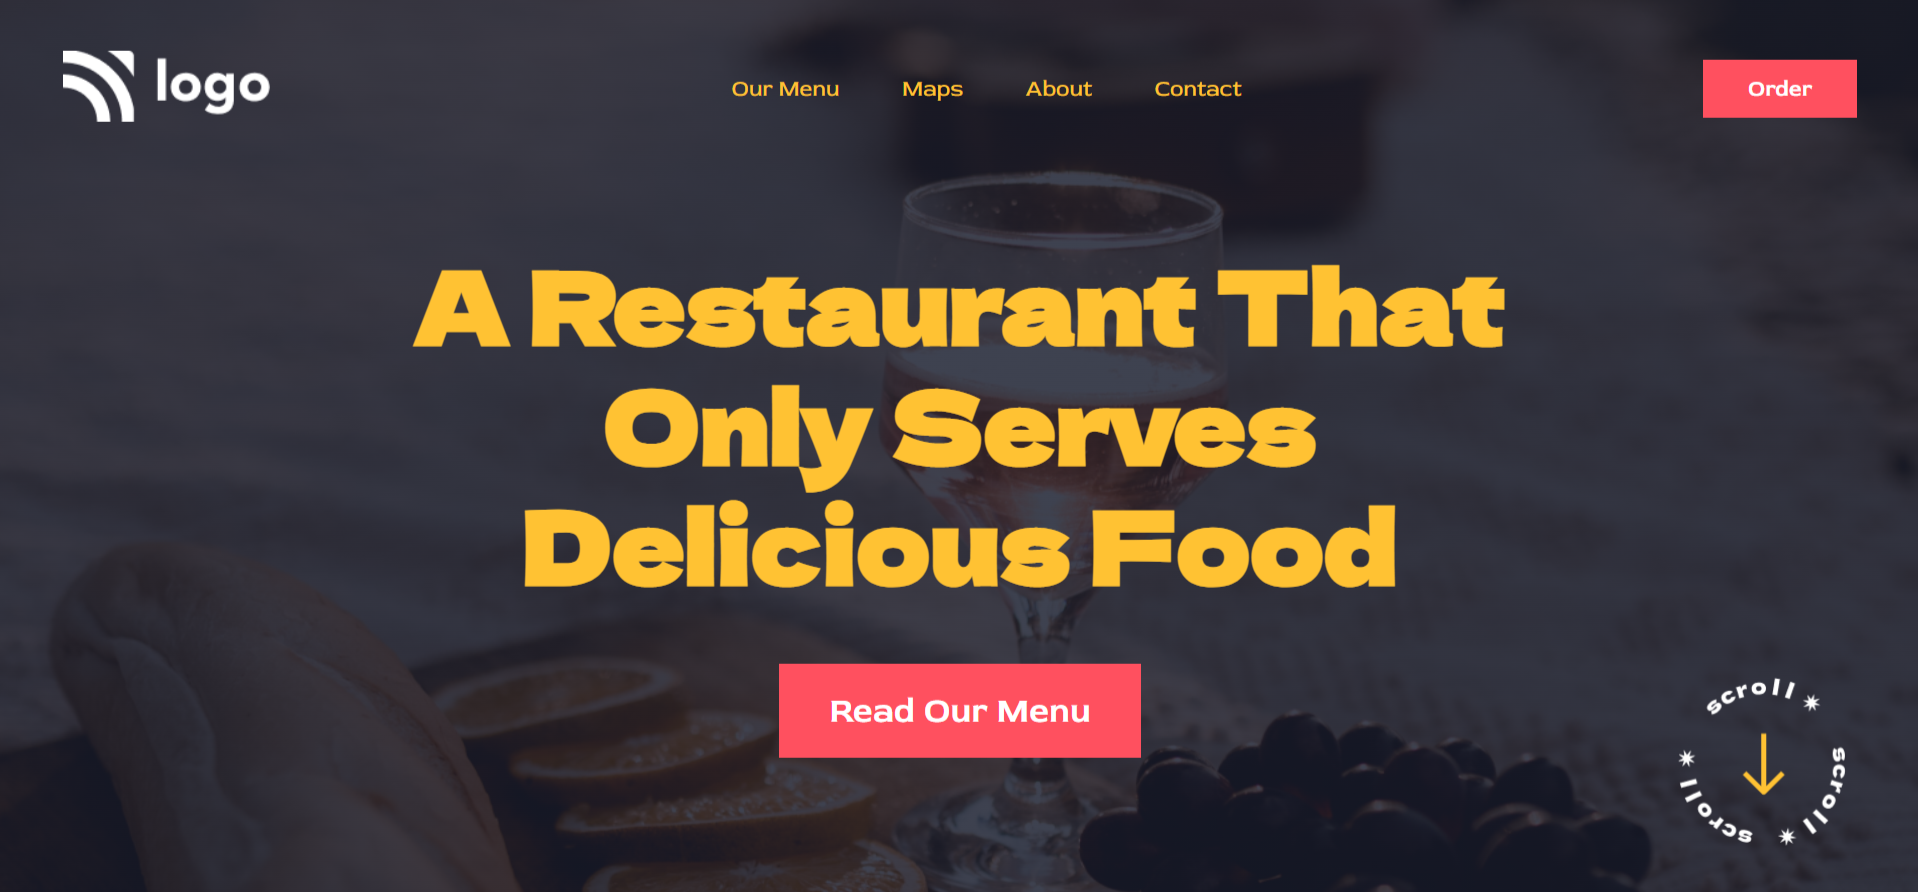 logo
Our Menu
Maps
About
Contact
Order
A Restaurant That
Only Serves
Delicious Food
Read Our Menu
scroll
scroll
scroll